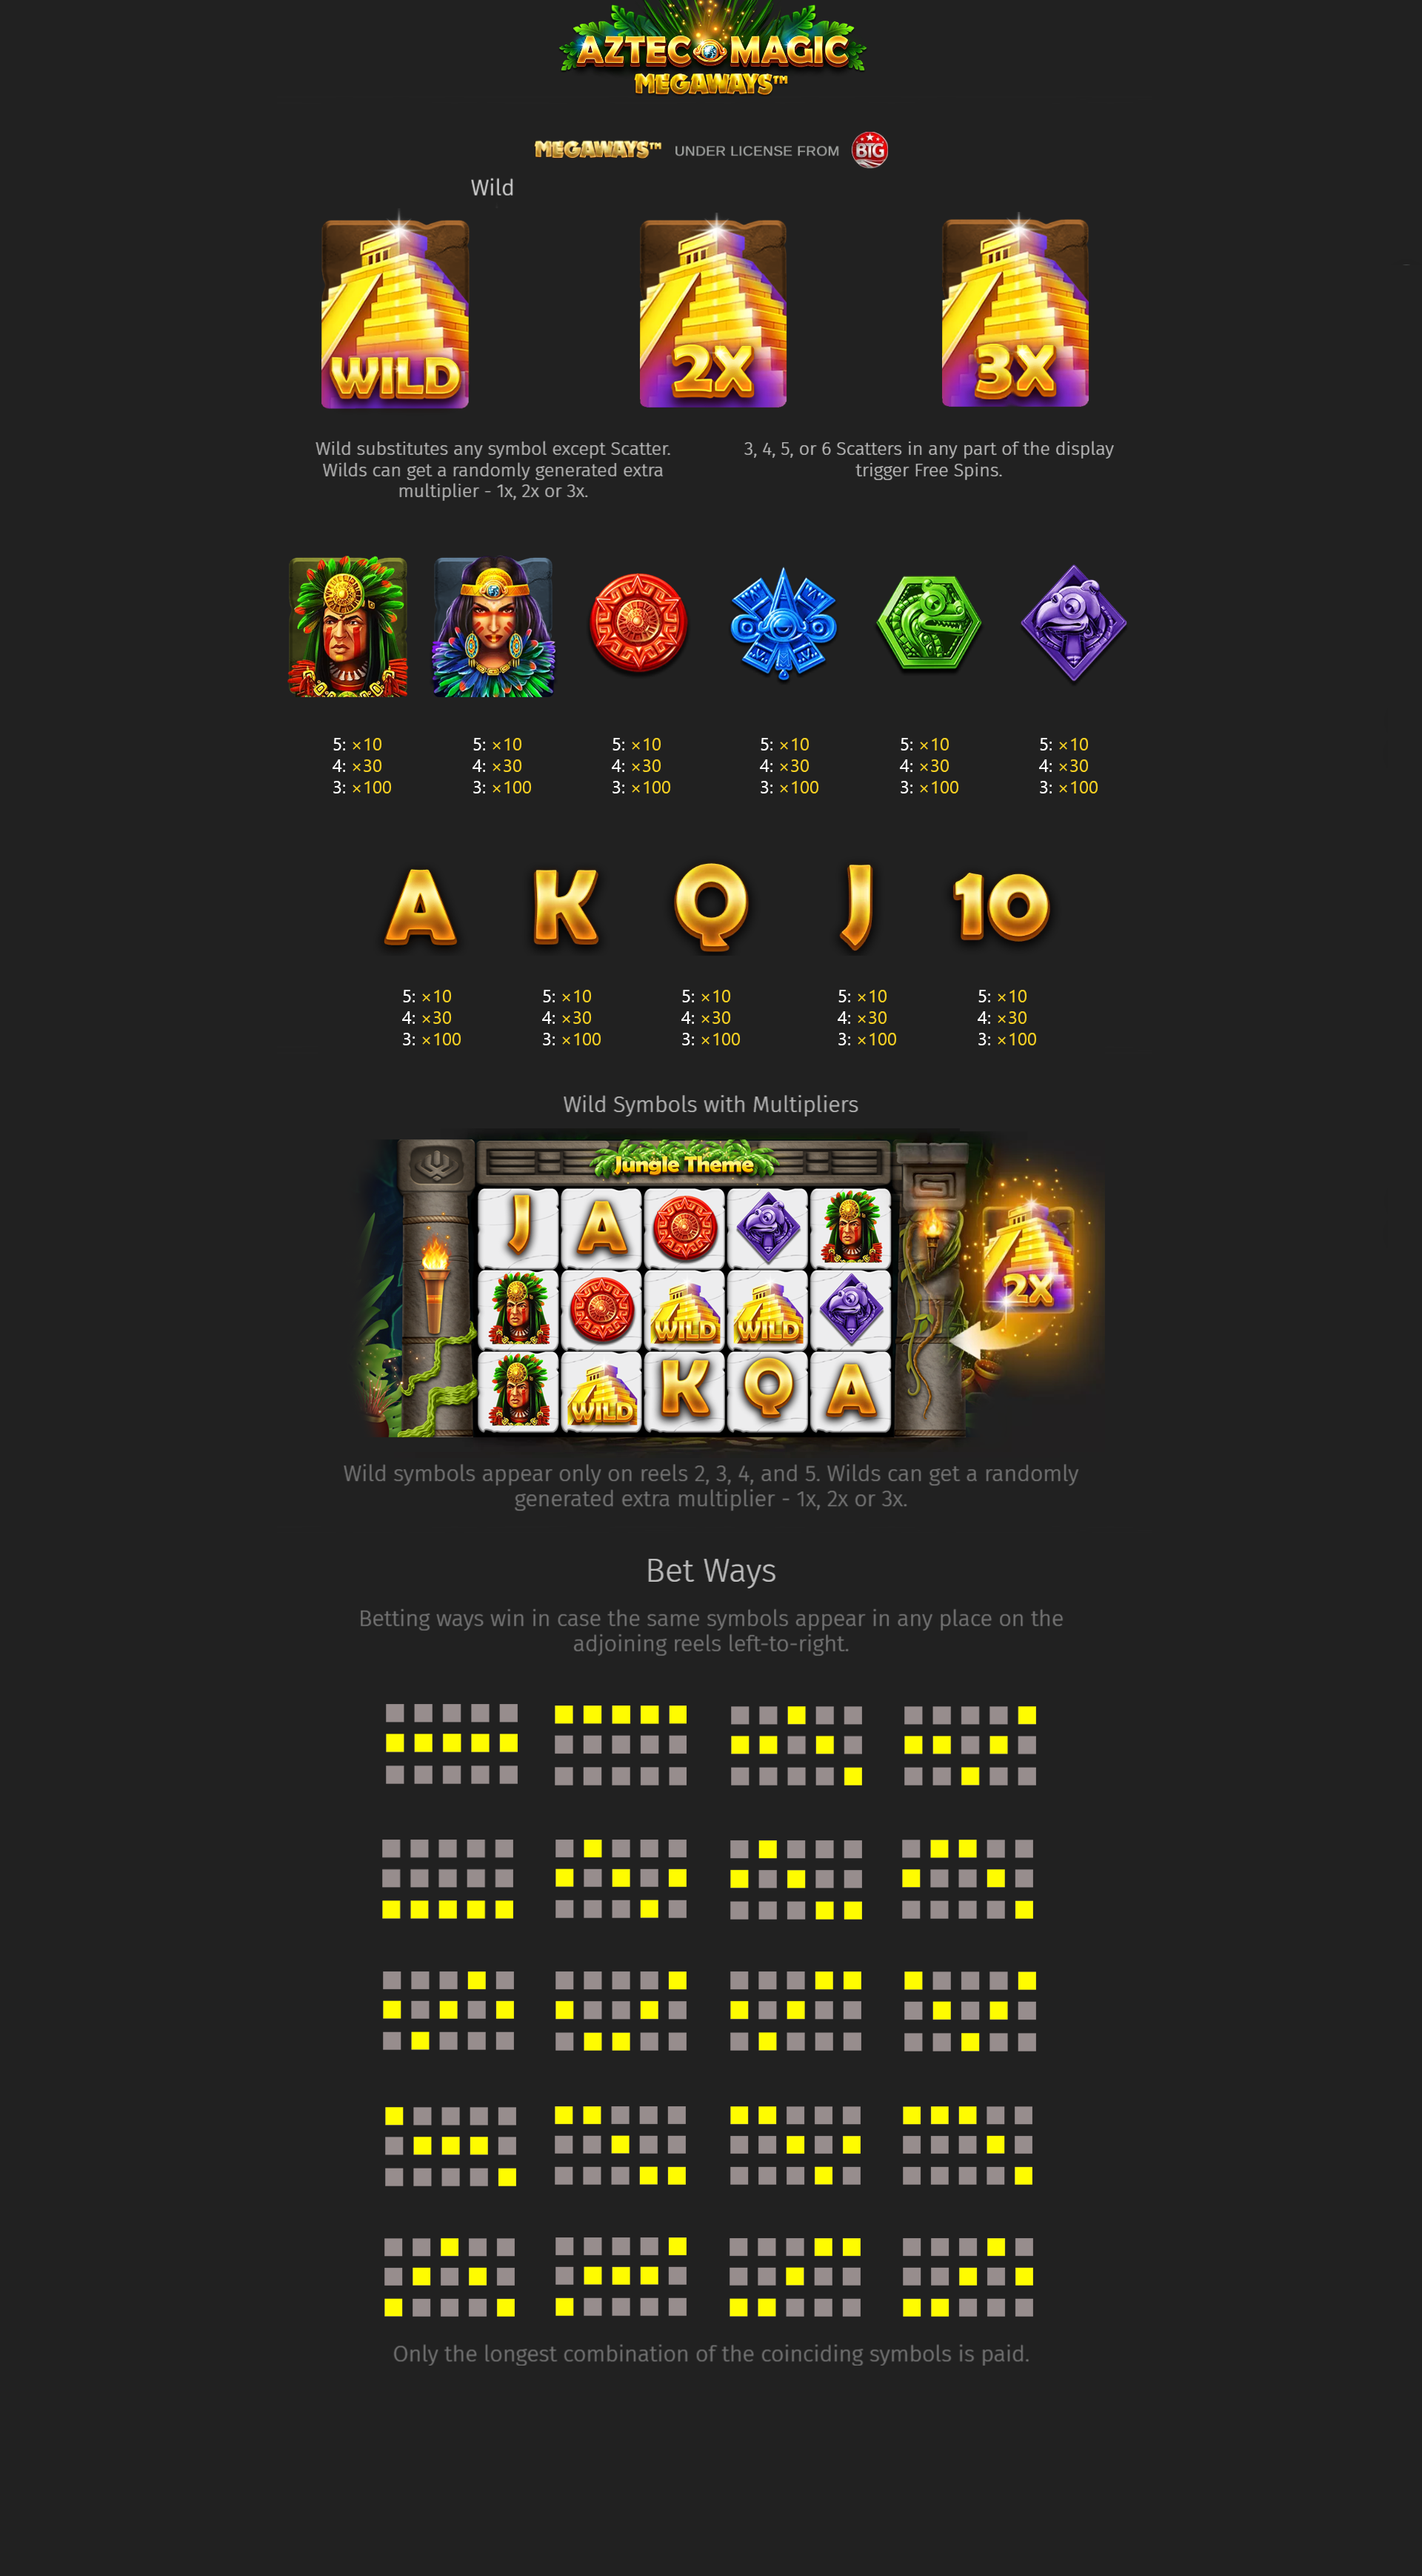 AZTEC MAGIC
MEGAWAYS™
MEGAWAYS™ UNDER LICENSE FROM BTG
Wild
WILD 2X 3X
Wild substitutes any symbol except Scatter.
Wilds can get a randomly generated extra
multiplier - 1x, 2x or 3x.
3, 4, 5, or 6 Scatters in any part of the display
trigger Free Spins.
5: ×10 5: ×10 5: ×10 5: ×10 5: ×10 5: ×10
4: ×30 4: ×30 4: ×30 4: ×30 4: ×30 4: ×30
3: ×100 3: ×100 3: ×100 3: ×100 3: ×100 3: ×100
A K Q J 10
5: ×10 5: ×10 5: ×10 5: ×10 5: ×10
4: ×30 4: ×30 4: ×30 4: ×30 4: ×30
3: ×100 3: ×100 3: ×100 3: ×100 3: ×100
Wild Symbols with Multipliers
Jungle Theme
J A
WILD WILD 2X
WILD K Q A
Wild symbols appear only on reels 2, 3, 4, and 5. Wilds can get a randomly
generated extra multiplier - 1x, 2x or 3x.
Bet Ways
Betting ways win in case the same symbols appear in any place on the
adjoining reels left-to-right.
Only the longest combination of the coinciding symbols is paid.